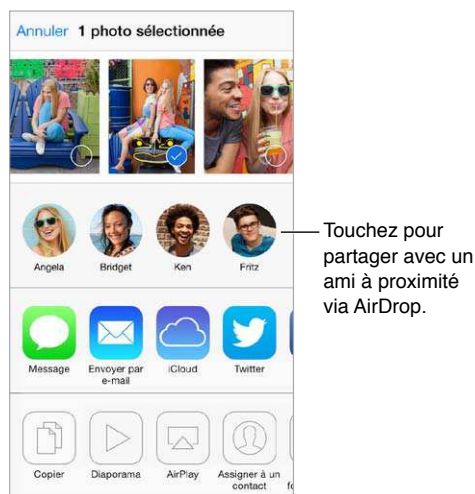 Annuler 1 photo sélectionnée
Angela Bridget Ken Fritz
Touchez pour
partager avec un
ami à proximité
via AirDrop.
Message Envoyer par iCloud Twitter
e-mail
Copier Diaporama AirPlay Assigner à un
contact